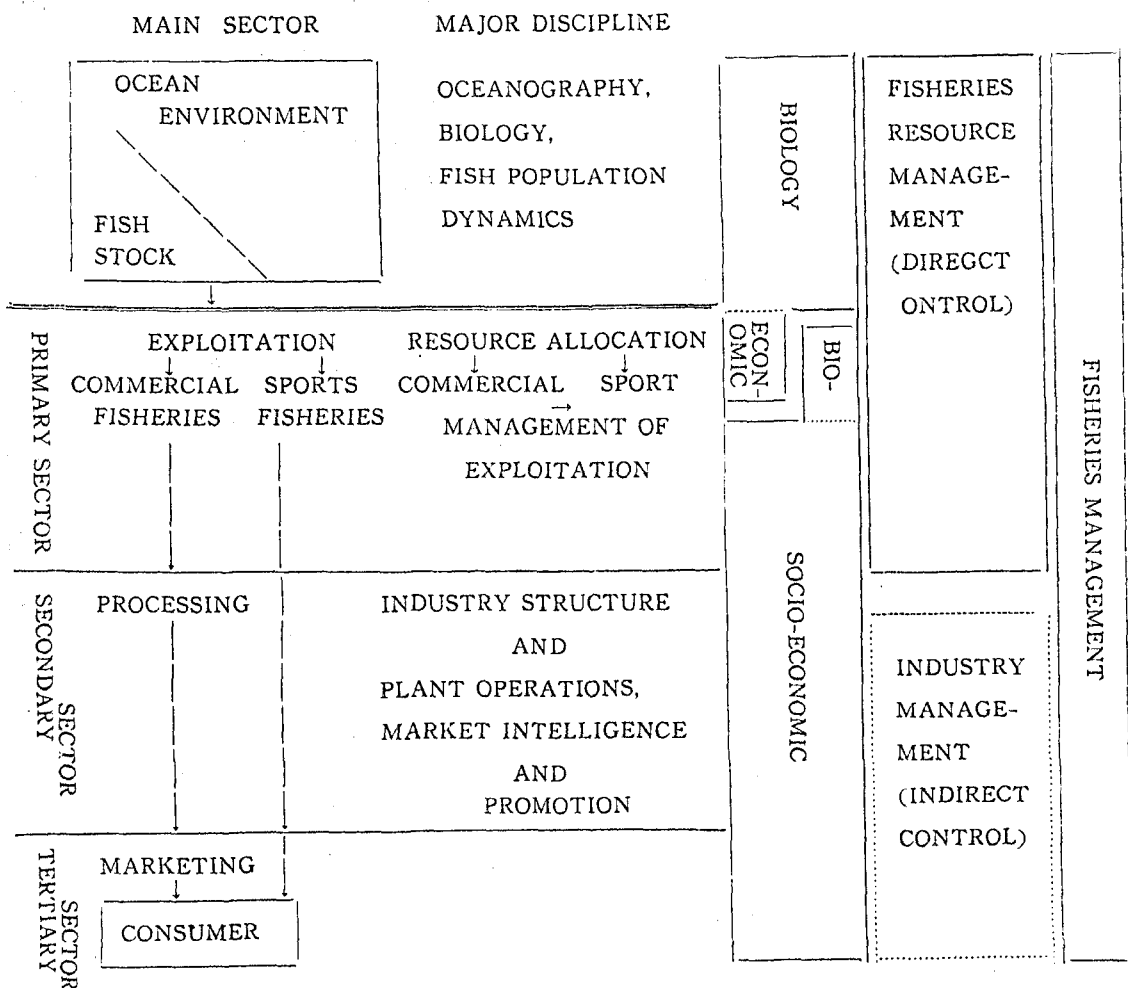 MAIN SECTOR
MAJOR DISCIPLINE
OCEAN
ENVIRONMENT
FISH
STOCK
OCEANOGRAPHY,
BIOLOGY,
FISH POPULATION
DYNAMICS
PRIMARY SECTOR
EXPLOITATION
COMMERCIAL
FISHERIES
SPORTS
FISHERIES
RESOURCE ALLOCATION
COMMERCIAL
SPORT
MANAGEMENT OF
EXPLOITATION
SECONDARY
SECTOR
PROCESSING
INDUSTRY STRUCTURE
AND
PLANT OPERATIONS,
MARKET INTELLIGENCE
AND
PROMOTION
TERTIARY
SECTOR
MARKETING
CONSUMER
BIOLOGY
BIO-
ECON-
OMIC
SOCIO-ECONOMIC
FISHERIES
RESOURCE
MANAGE-
MENT
(DIREGCT
ONTROL)
INDUSTRY
MANAGE-
MENT
(INDIRECT
CONTROL)
FISHERIES MANAGEMENT